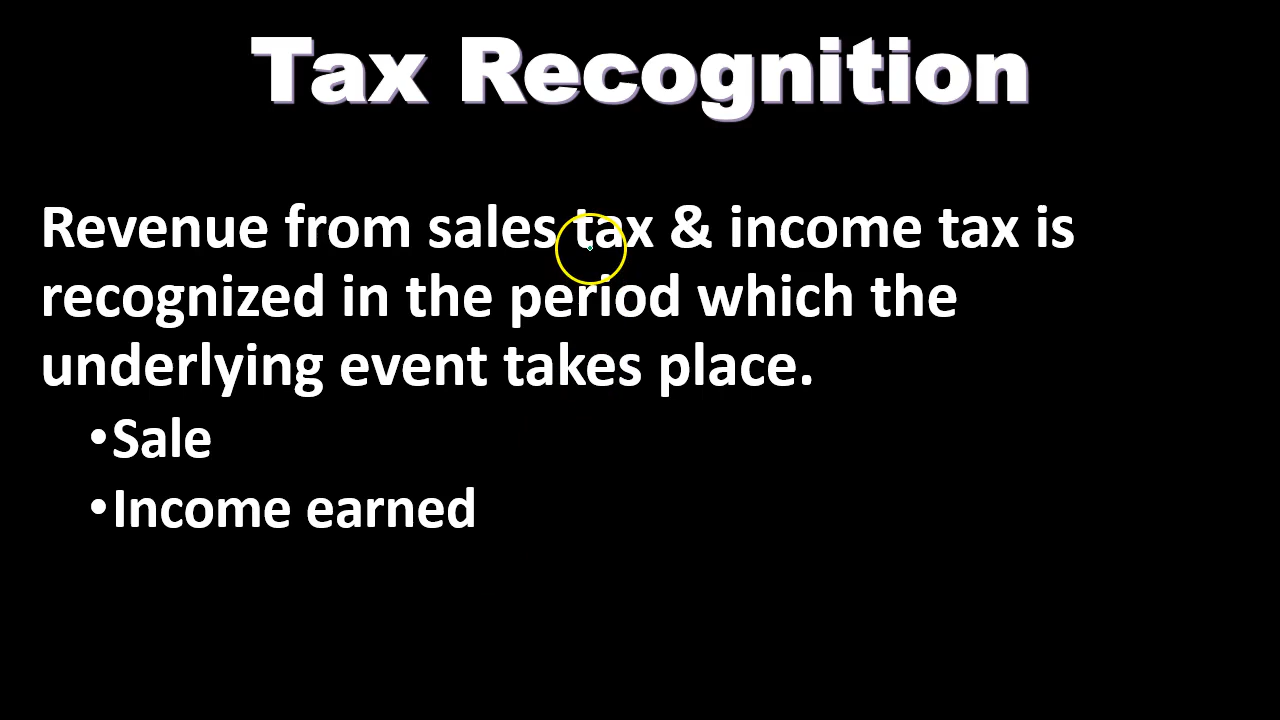 Tax Recognition
Revenue from sales tax & income tax is
recognized in the period which the
underlying event takes place.
•Sale
•Income earned